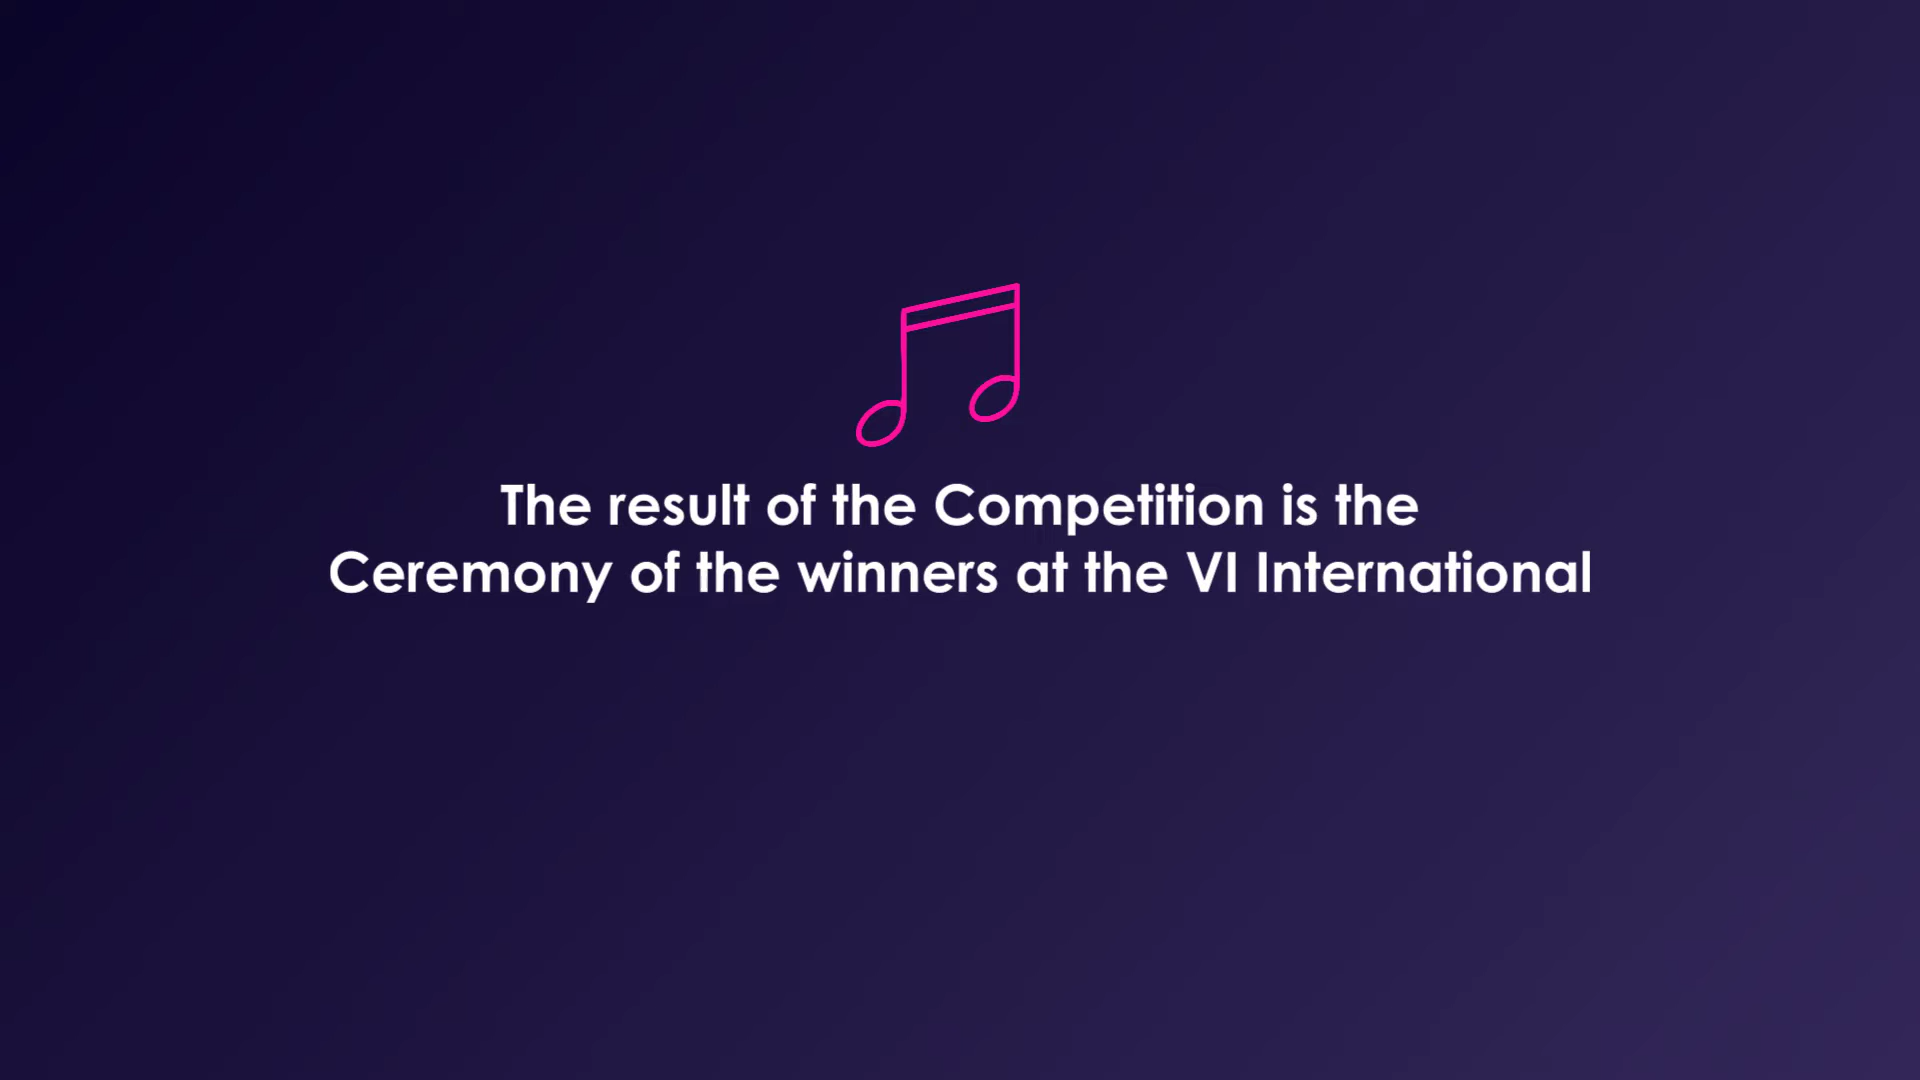 The result of the Competition is the
Ceremony of the winners at the VI International